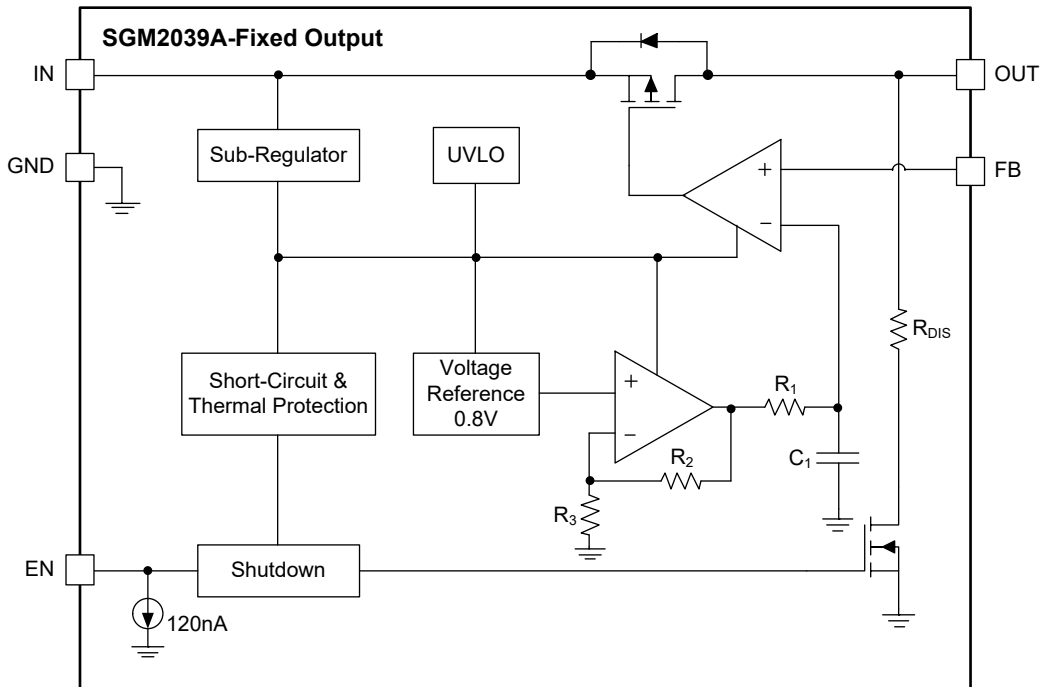 SGM2039A-Fixed Output
IN
OUT
GND
FB
Sub-Regulator
UVLO
+
−
RDIS
Short-Circuit &
Thermal Protection
Voltage
Reference
0.8V
+
−
R1
R2
C1
R3
EN
Shutdown
120nA